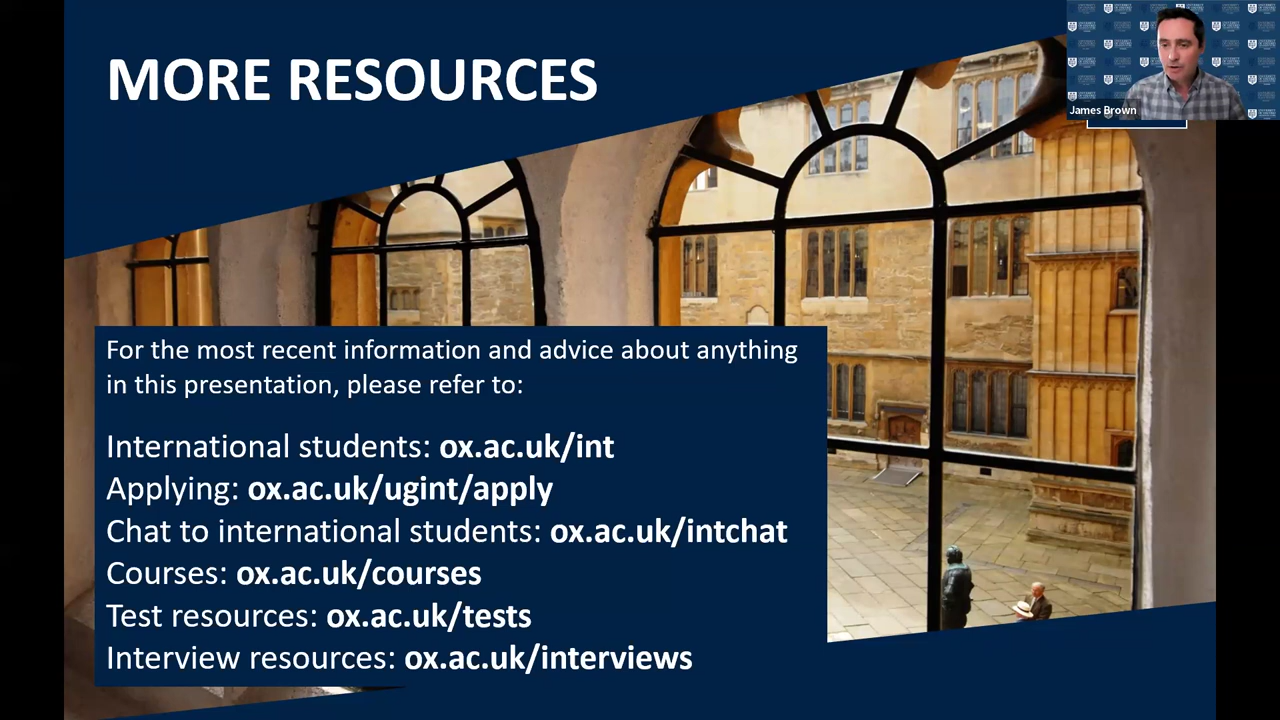 MORE RESOURCES
James Brown
For the most recent information and advice about anything
in this presentation, please refer to:
International students: ox.ac.uk/int
Applying: ox.ac.uk/ugint/apply
Chat to international students: ox.ac.uk/intchat
Courses: ox.ac.uk/courses
Test resources: ox.ac.uk/tests
Interview resources: ox.ac.uk/interviews